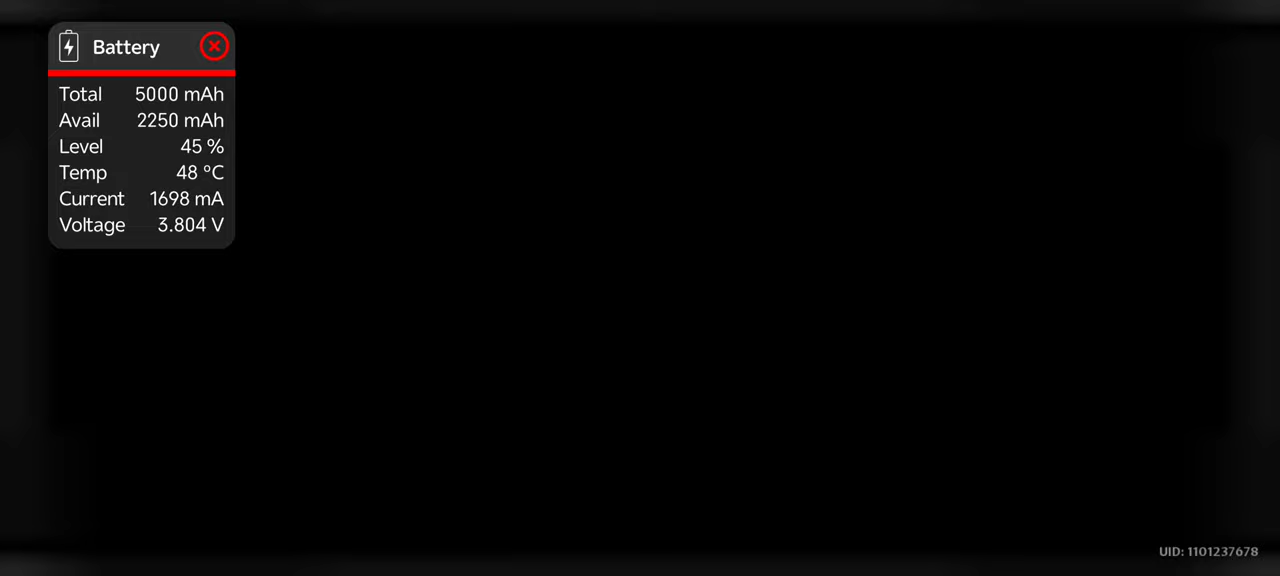 Battery
Total 5000 mAh
Avail 2250 mAh
Level 45 %
Temp 48 °C
Current 1698 mA
Voltage 3.804 V
UID: 1101237678